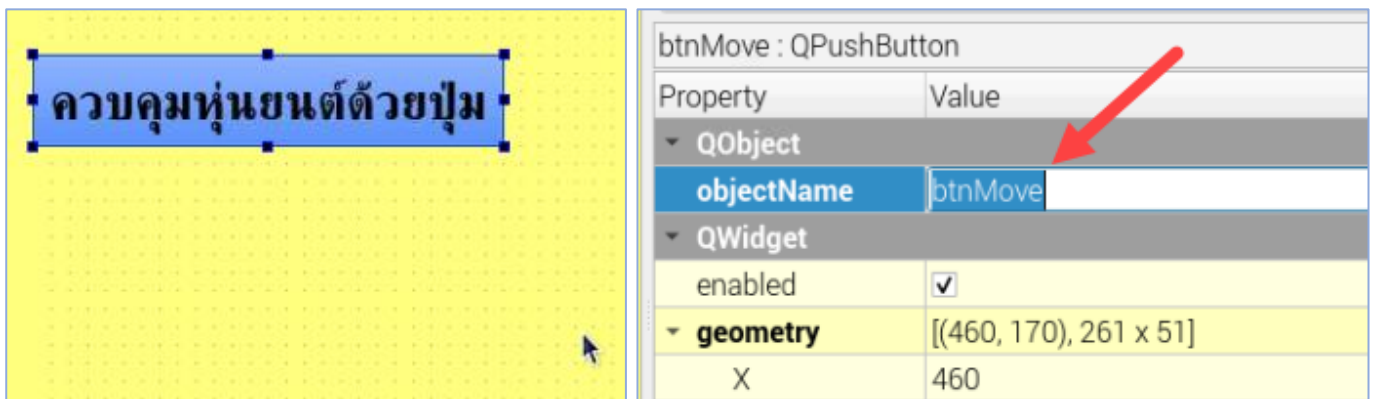 ควบคุมหุ่นยนต์ด้วยปุ่ม
btnMove : QPushButton
Property Value
QObject
objectName btnMove
QWidget
enabled
geometry [(460, 170), 261 x 51]
X 460